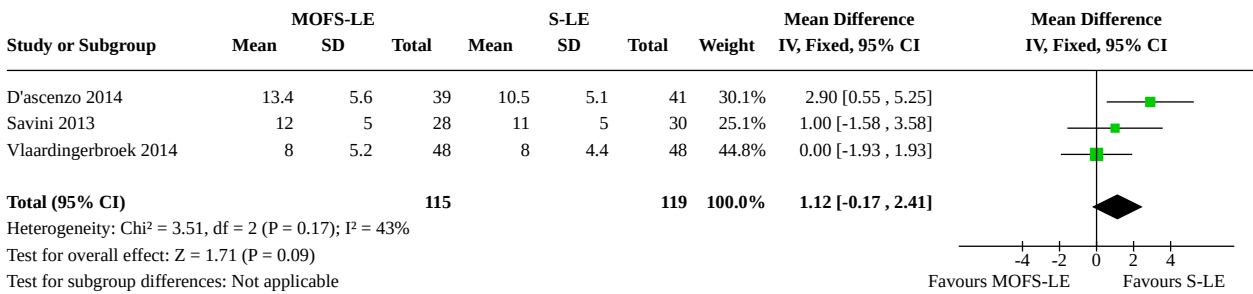 MOFS-LE S-LE Mean Difference Mean Difference
Study or Subgroup Mean SD Total Mean SD Total Weight IV, Fixed, 95% CI IV, Fixed, 95% CI
D'ascenzo 2014 13.4 5.6 39 10.5 5.1 41 30.1% 2.90 [0.55 , 5.25]
Savini 2013 12 5 28 11 5 30 25.1% 1.00 [-1.58 , 3.58]
Vlaardingerbroek 2014 8 5.2 48 8 4.4 48 44.8% 0.00 [-1.93 , 1.93]
Total (95% CI) 115 119 100.0% 1.12 [-0.17 , 2.41]
Heterogeneity: Chi² = 3.51, df = 2 (P = 0.17); I² = 43%
Test for overall effect: Z = 1.71 (P = 0.09) -4 -2 0 2 4
Test for subgroup differences: Not applicable Favours MOFS-LE Favours S-LE